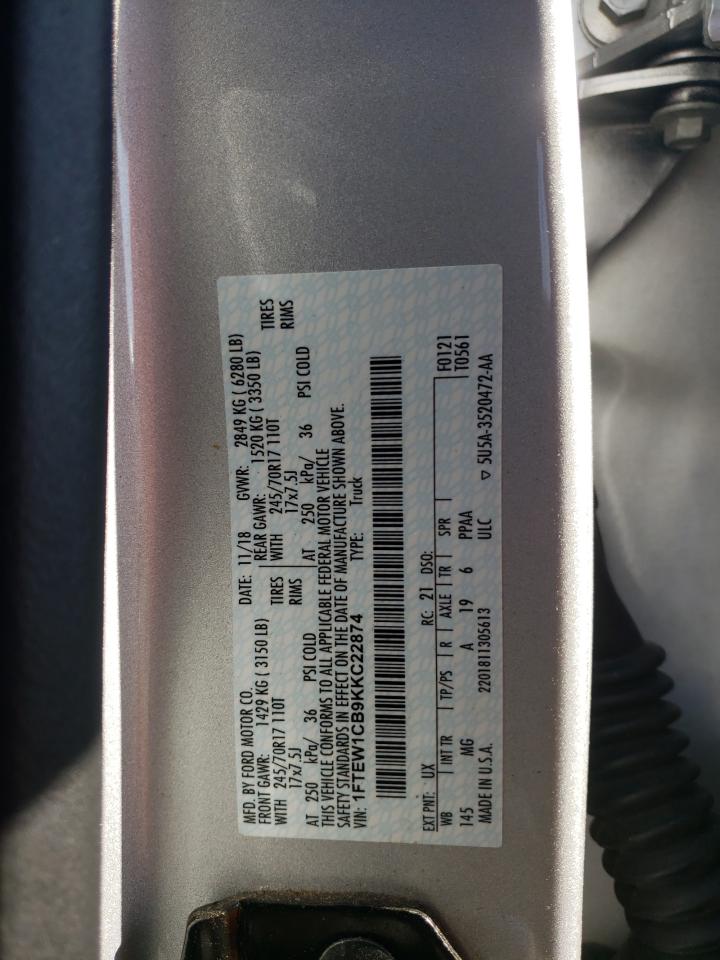 MFD. BY FORD MOTOR CO.
DATE: 11/18 GVWR: 2849 KG ( 6280 LB)
FRONT GAWR: 1429 KG ( 3150 LB) REAR GAWR: 1520 KG ( 3350 LB)
WITH 245/70R17 110T TIRES WITH 245/70R17 110T TIRES
17x7.5J RIMS 17x7.5J RIMS
AT 250 kPa/ 36 PSI COLD AT 250 kPa/ 36 PSI COLD
THIS VEHICLE CONFORMS TO ALL APPLICABLE FEDERAL MOTOR VEHICLE
SAFETY STANDARDS IN EFFECT ON THE DATE OF MANUFACTURE SHOWN ABOVE.
VIN: 1FTEW1CB9KKC22874 TYPE: Truck
EXT PNT: UX RC: 21 DSO: F0121
WB INT TR TP/PS R AXLE TR SPR T0561
145 MG A 19 6 PPAA
MADE IN U.S.A. 2201811305613 ULC ▽ 5U5A-3520472-AA